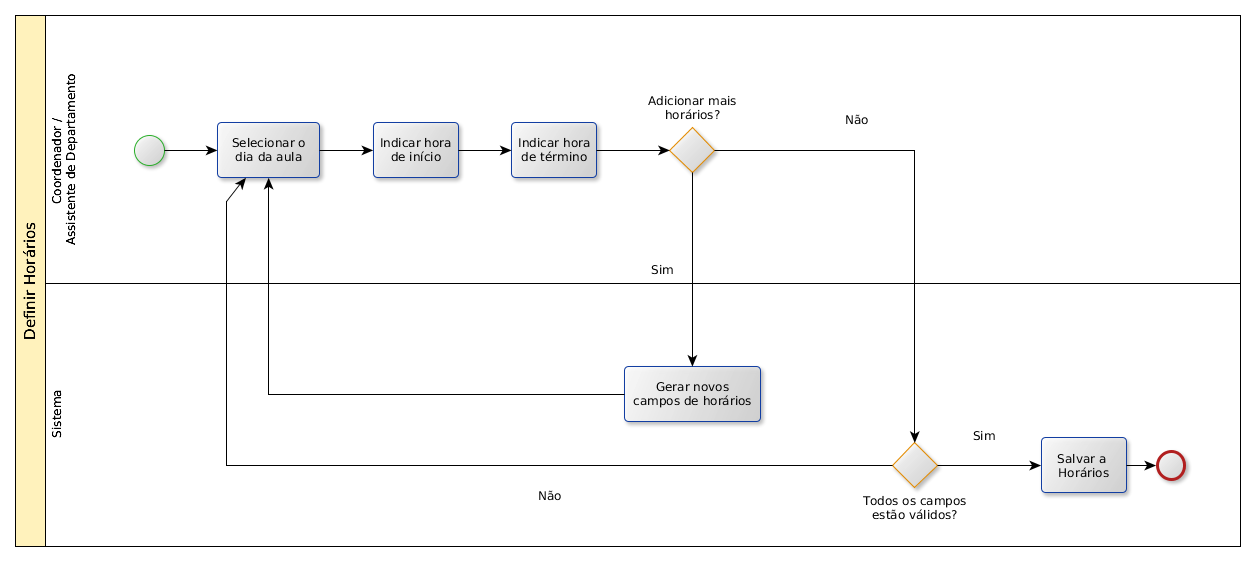 Definir Horários
Coordenador /
Assistente de Departamento
Selecionar o
dia da aula
Indicar hora
de início
Indicar hora
de término
Adicionar mais
horários?
Não
Sim
Sistema
Gerar novos
campos de horários
Não
Todos os campos
estão válidos?
Sim
Salvar a
Horários